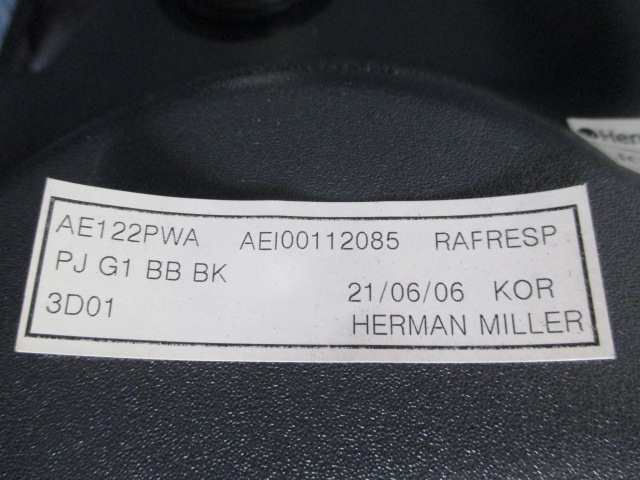 AE122PWA AEI00112085 RAFRESP
PJ G1 BB BK
21/06/06 KOR
3D01
HERMAN MILLER